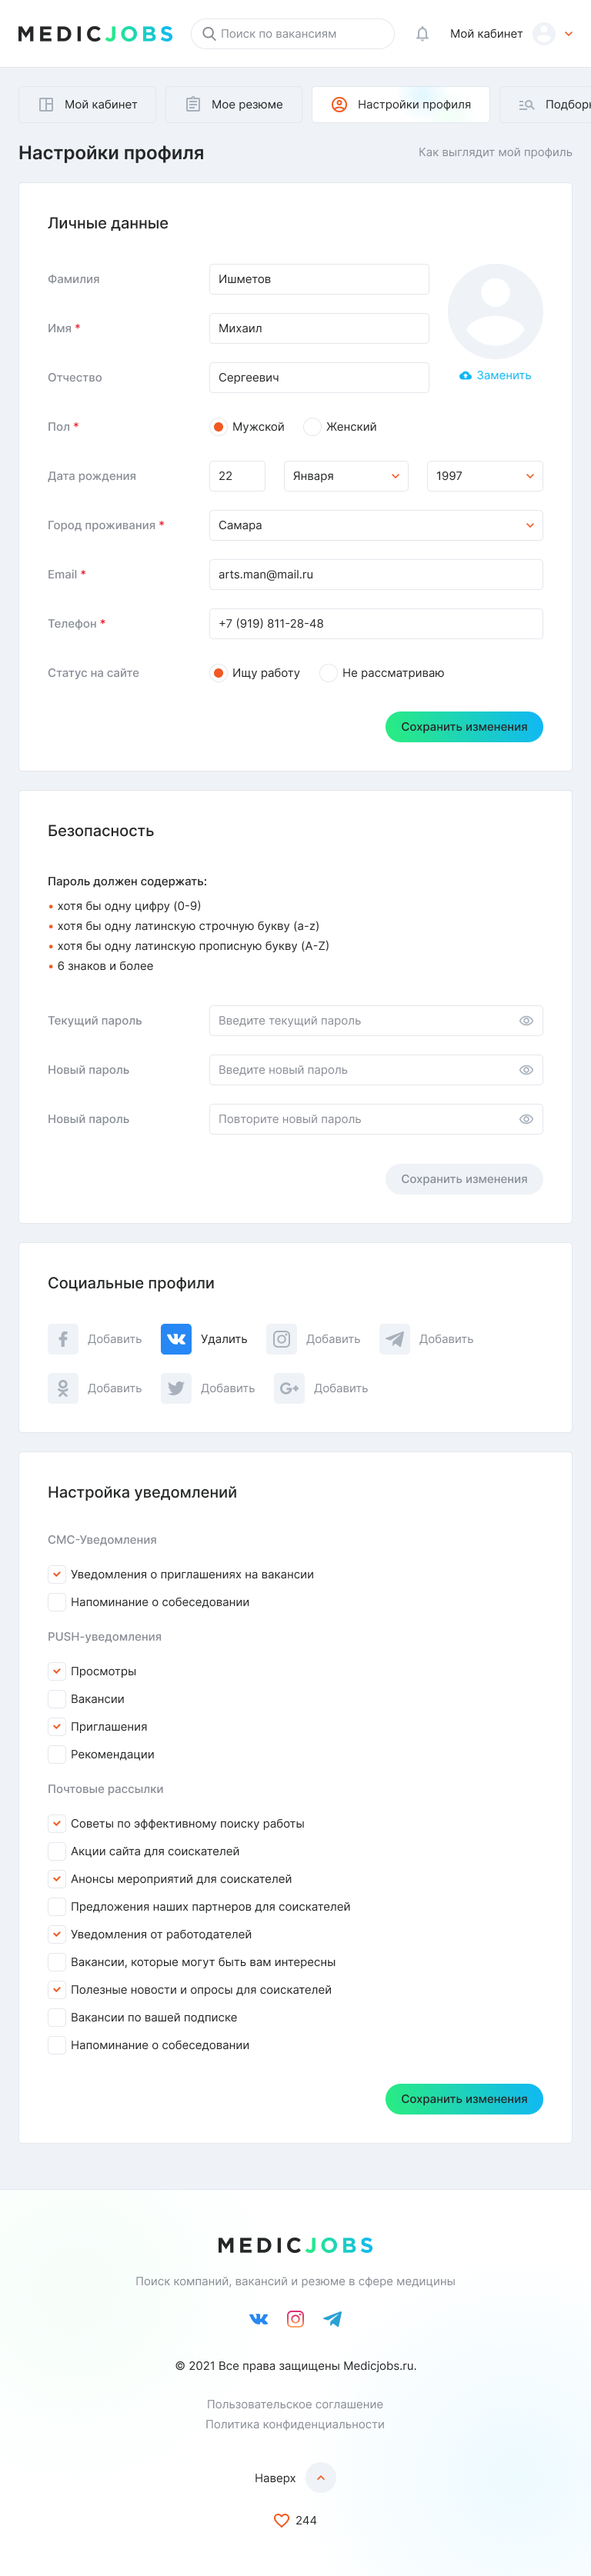 MEDICJOBS
Поиск по вакансиям
Мой кабинет
Мой кабинет
Мое резюме
Настройки профиля
Настройки профиля
Как выглядит мой профиль
Личные данные
Фамилия Ишметов
Имя * Михаил
Отчество Сергеевич
Заменить
Пол * Мужской Женский
Дата рождения 22 Января 1997
Город проживания * Самара
Email * arts.man@mail.ru
Телефон * +7 (919) 811-28-48
Статус на сайте Ищу работу Не рассматриваю
Сохранить изменения
Безопасность
Пароль должен содержать:
• хотя бы одну цифру (0-9)
• хотя бы одну латинскую строчную букву (a-z)
• хотя бы одну латинскую прописную букву (A-Z)
• 6 знаков и более
Текущий пароль Введите текущий пароль
Новый пароль Введите новый пароль
Новый пароль Повторите новый пароль
Сохранить изменения
Социальные профили
Добавить Удалить Добавить Добавить
Добавить Добавить Добавить
Настройка уведомлений
СМС-Уведомления
Уведомления о приглашениях на вакансии
Напоминание о собеседовании
PUSH-уведомления
Просмотры
Вакансии
Приглашения
Рекомендации
Почтовые рассылки
Советы по эффективному поиску работы
Акции сайта для соискателей
Анонсы мероприятий для соискателей
Предложения наших партнеров для соискателей
Уведомления от работодателей
Вакансии, которые могут быть вам интересны
Полезные новости и опросы для соискателей
Вакансии по вашей подписке
Напоминание о собеседовании
Сохранить изменения
MEDICJOBS
Поиск компаний, вакансий и резюме в сфере медицины
© 2021 Все права защищены Medicjobs.ru.
Пользовательское соглашение
Политика конфиденциальности
Наверх
244